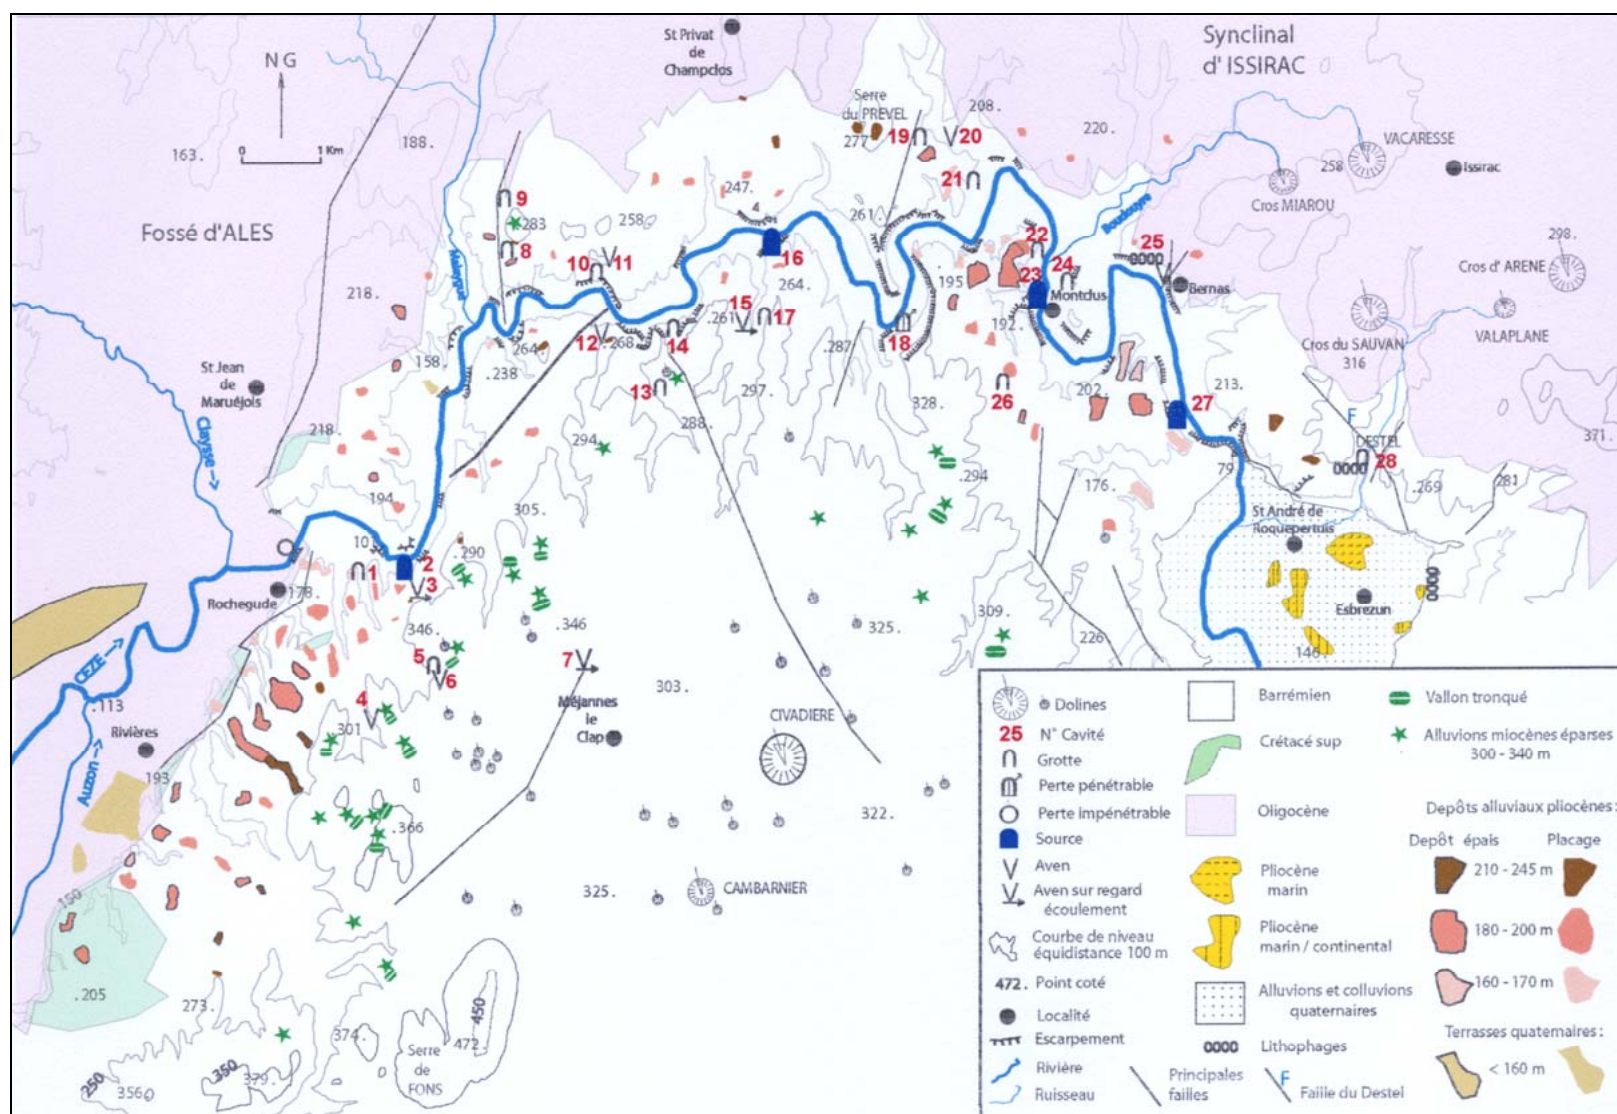 St Privat
de
Champclos
Synclinal
d'ISSIRAC
N G
0 1 Km
163.
188.
Serre
du PREVEL
277
208.
220.
VACARESSE
258
Issirac
Cros MIAROU
19
20
21
9
283
8
258
247.
Fossé d'ALES
Malaygue
10
11
16
261
22
Boudouyre
25
298.
Cros d'ARENE
218.
264.
195
24
23
Montclus
Bernas
15
.261
17
192.
18
VALAPLANE
Cros du SAUVAN
316
158
264
12
.268
14
.287
St Jean
de
Maruéjols
.238
13
297.
328.
26
202
213.
27
288
371.
Claysse →
218
294
F
DESTEL
28
79
.294
176.
.269
281
194
305.
St André de
Roquepertuis
10
.290
2
1
3
Rochegude
178.
Esbrezun
309.
CEZE →
346.
.346
325.
226
146.
5
6
7
303.
.113
4
Méjannes
le
Clap
CIVADIERE
301
Rivières
193
Auzon →
.366
322.
325.
CAMBARNIER
150
.205
273
374
450
472
Serre
de
FONS
250
350
3560
379.
Dolines
25 N° Cavité
Grotte
Perte pénétrable
Perte impénétrable
Source
Aven
Aven sur regard
écoulement
Courbe de niveau
équidistance 100 m
472. Point coté
Localité
Escarpement
Rivière
Ruisseau
Barrémien
Crétacé sup
Oligocène
Pliocène
marin
Pliocène
marin / continental
Alluvions et colluvions
quaternaires
Lithophages
Principales
failles
F
Faiile du Destel
Vallon tronqué
Alluvions miocènes éparses
300 - 340 m
Depôts alluviaux pliocènes :
Depôt épais Placage
210 - 245 m
180 - 200 m
160 - 170 m
Terrasses quaternaires :
< 160 m